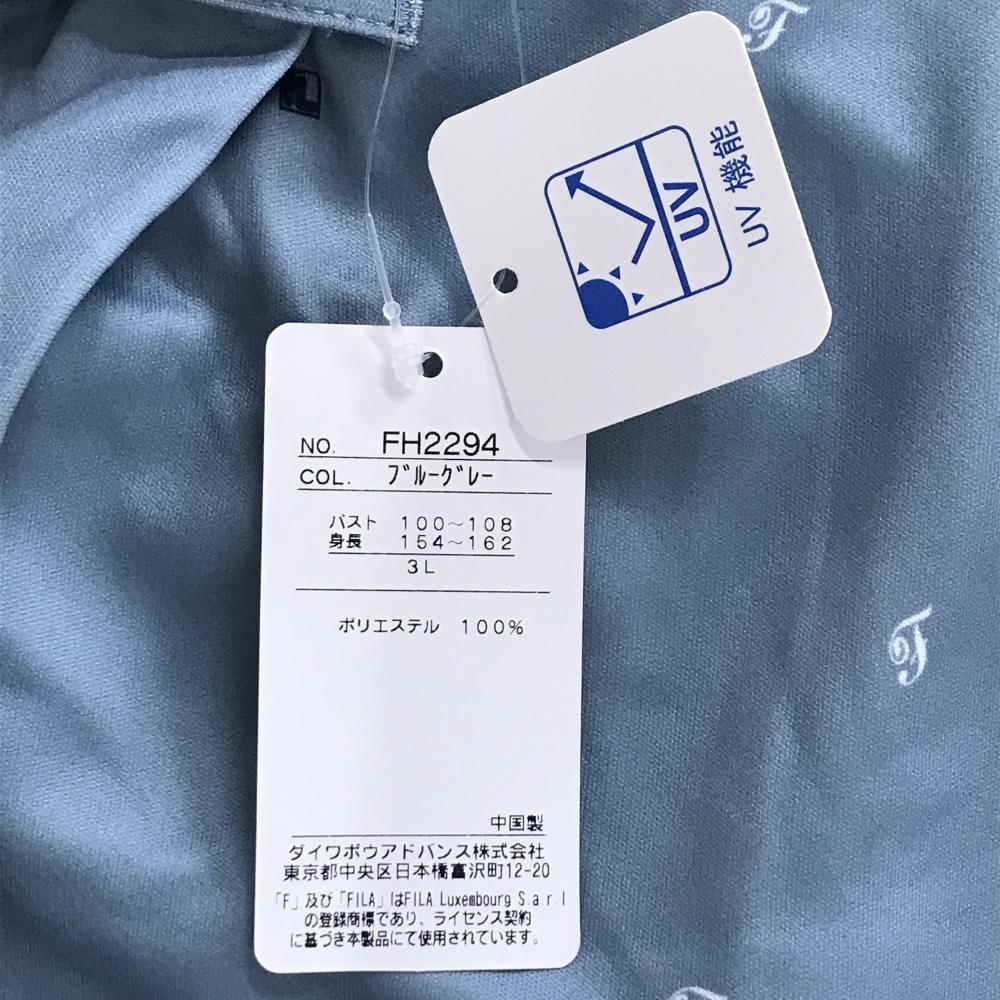 UV
UV 機能
NO. FH2294
COL. ブルーグレー
バスト 100～108
身長 154～162
3L
ポリエステル 100%
中国製
ダイワボウアドバンス株式会社
東京都中央区日本橋富沢町12-20
「F」及び「FILA」はFILA Luxembourg S.a.r.l
の登録商標であり、ライセンス契約
に基づき本製品にて使用されています。
F
F